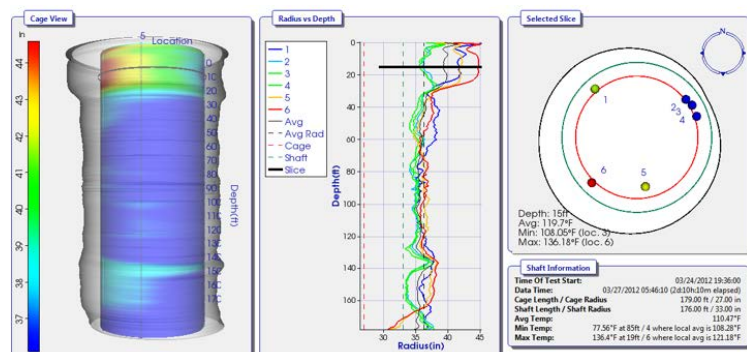 Cage View
In
Location
-5
0
10
20
30
40
50
60
70
80
90
100
110
120
130
140
150
160
170
Depth(ft)
44
43
42
41
40
39
38
37
Radius vs Depth
1
2
3
4
5
6
Avg
Avg Rad
Cage
Shaft
Slice
Depth(ft)
0
20
40
60
80
100
120
140
160
30
35
40
45
Radius(in)
Selected Slice
N
1
2
3
4
5
6
Depth: 15ft
Avg: 119.7°F
Min: 108.05°F (loc. 3)
Max: 136.18°F (loc. 6)
Shaft Information
Time Of Test Start: 03/24/2012 19:36:00
Data Time: 03/27/2012 05:46:10 (2d:10h:10m elapsed)
Cage Length / Cage Radius 179.00 ft / 27.00 in
Shaft Length / Shaft Radius 176.00 ft / 33.00 in
Avg Temp: 110.47°F
Min Temp: 77.56°F at 85ft / 4 where local avg is 108.28°F
Max Temp: 136.4°F at 19ft / 6 where local avg is 121.18°F